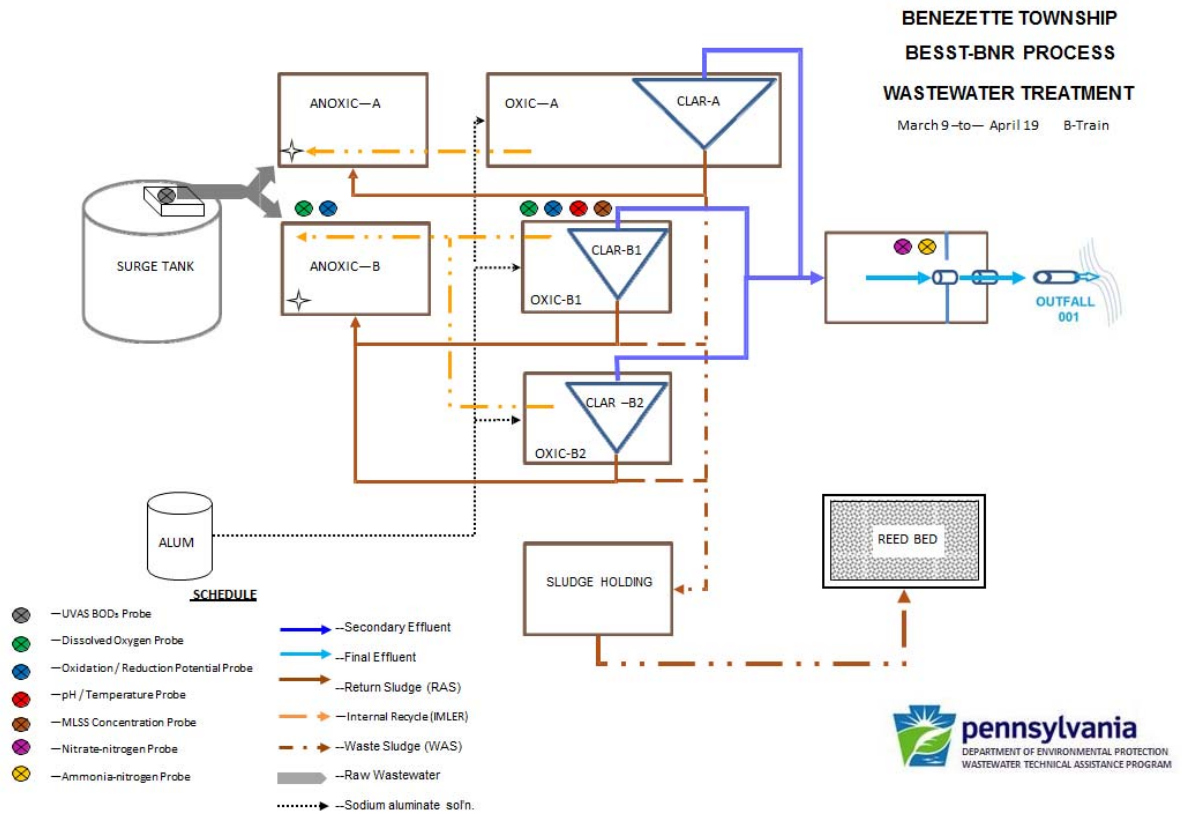 BENEZETTE TOWNSHIP
BESST-BNR PROCESS
WASTEWATER TREATMENT
March 9 –to— April 19 B-Train
ANOXIC—A
OXIC—A
CLAR-A
SURGE TANK
ANOXIC—B
CLAR-B1
OXIC-B1
OUTFALL
001
CLAR –B2
OXIC-B2
ALUM
SLUDGE HOLDING
REED BED
SCHEDULE
—UVAS BOD₅ Probe
—Dissolved Oxygen Probe
—Oxidation / Reduction Potential Probe
—pH / Temperature Probe
—MLSS Concentration Probe
—Nitrate-nitrogen Probe
—Ammonia-nitrogen Probe
--Secondary Effluent
--Final Effluent
--Return Sludge (RAS)
—Internal Recycle (IMLER)
--Waste Sludge (WAS)
--Raw Wastewater
--Sodium aluminate sol'n.
pennsylvania
DEPARTMENT OF ENVIRONMENTAL PROTECTION
WASTEWATER TECHNICAL ASSISTANCE PROGRAM